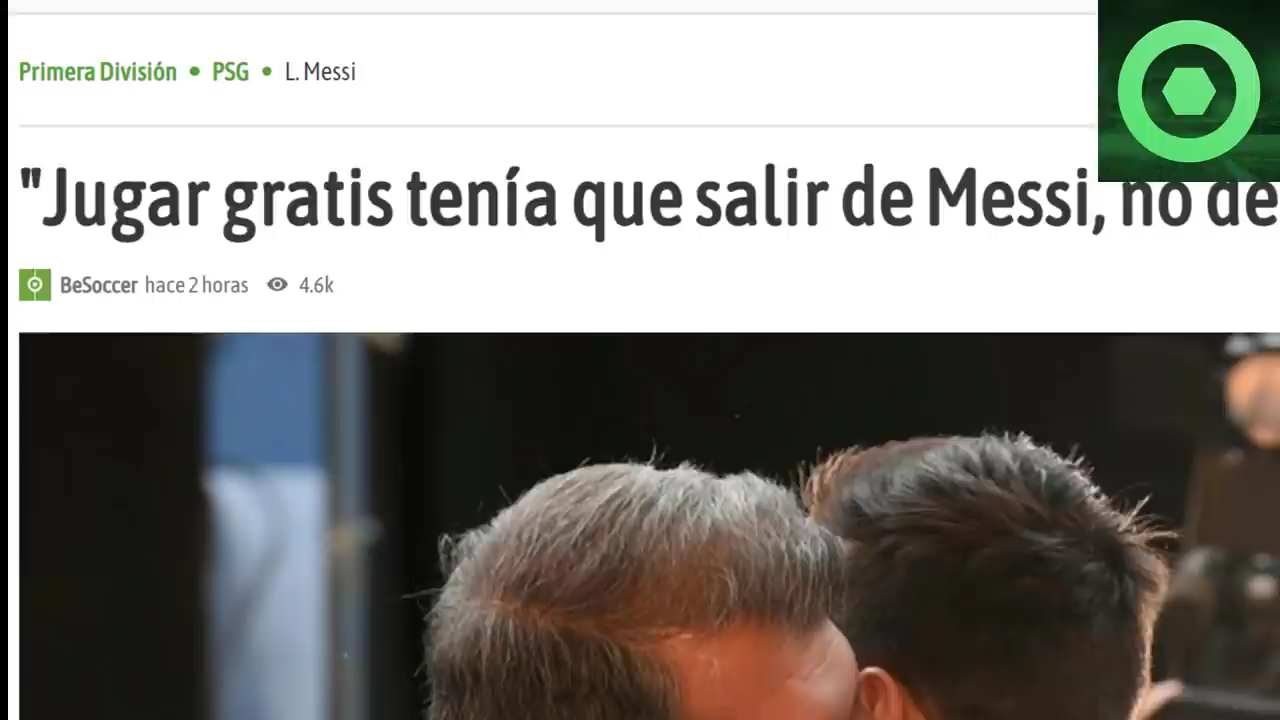 Primera División • PSG • L. Messi
"Jugar gratis tenía que salir de Messi, no de
BeSoccer hace 2 horas 4.6k